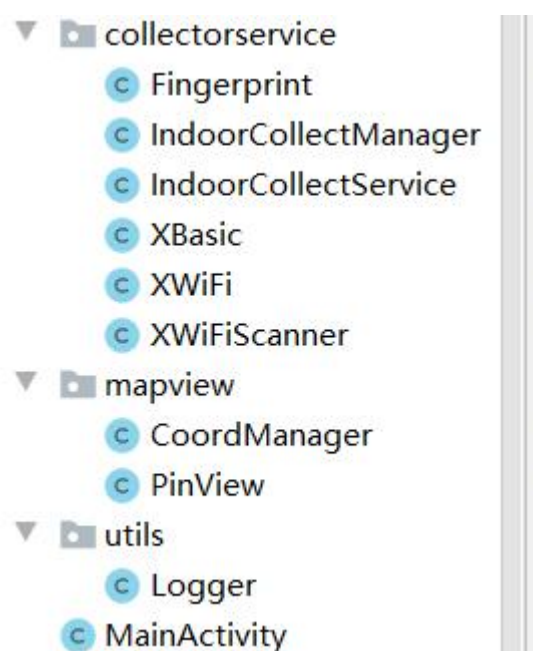 collectorservice
C Fingerprint
C IndoorCollectManager
C IndoorCollectService
C XBasic
C XWiFi
C XWiFiScanner
mapview
C CoordManager
C PinView
utils
C Logger
C MainActivity